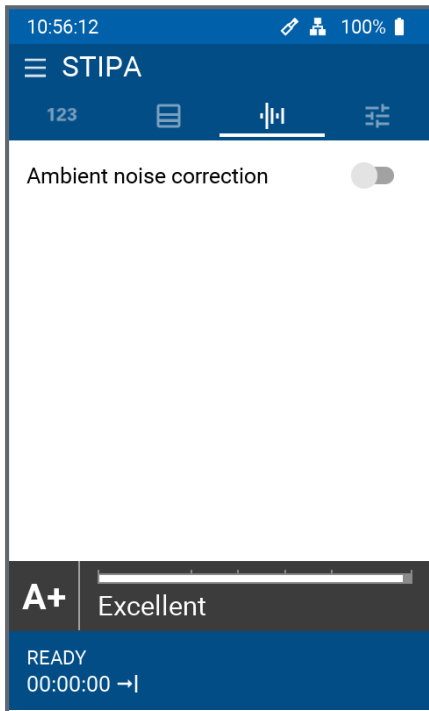 10:56:12 100%
STIPA
123
Ambient noise correction
A+
Excellent
READY
00:00:00